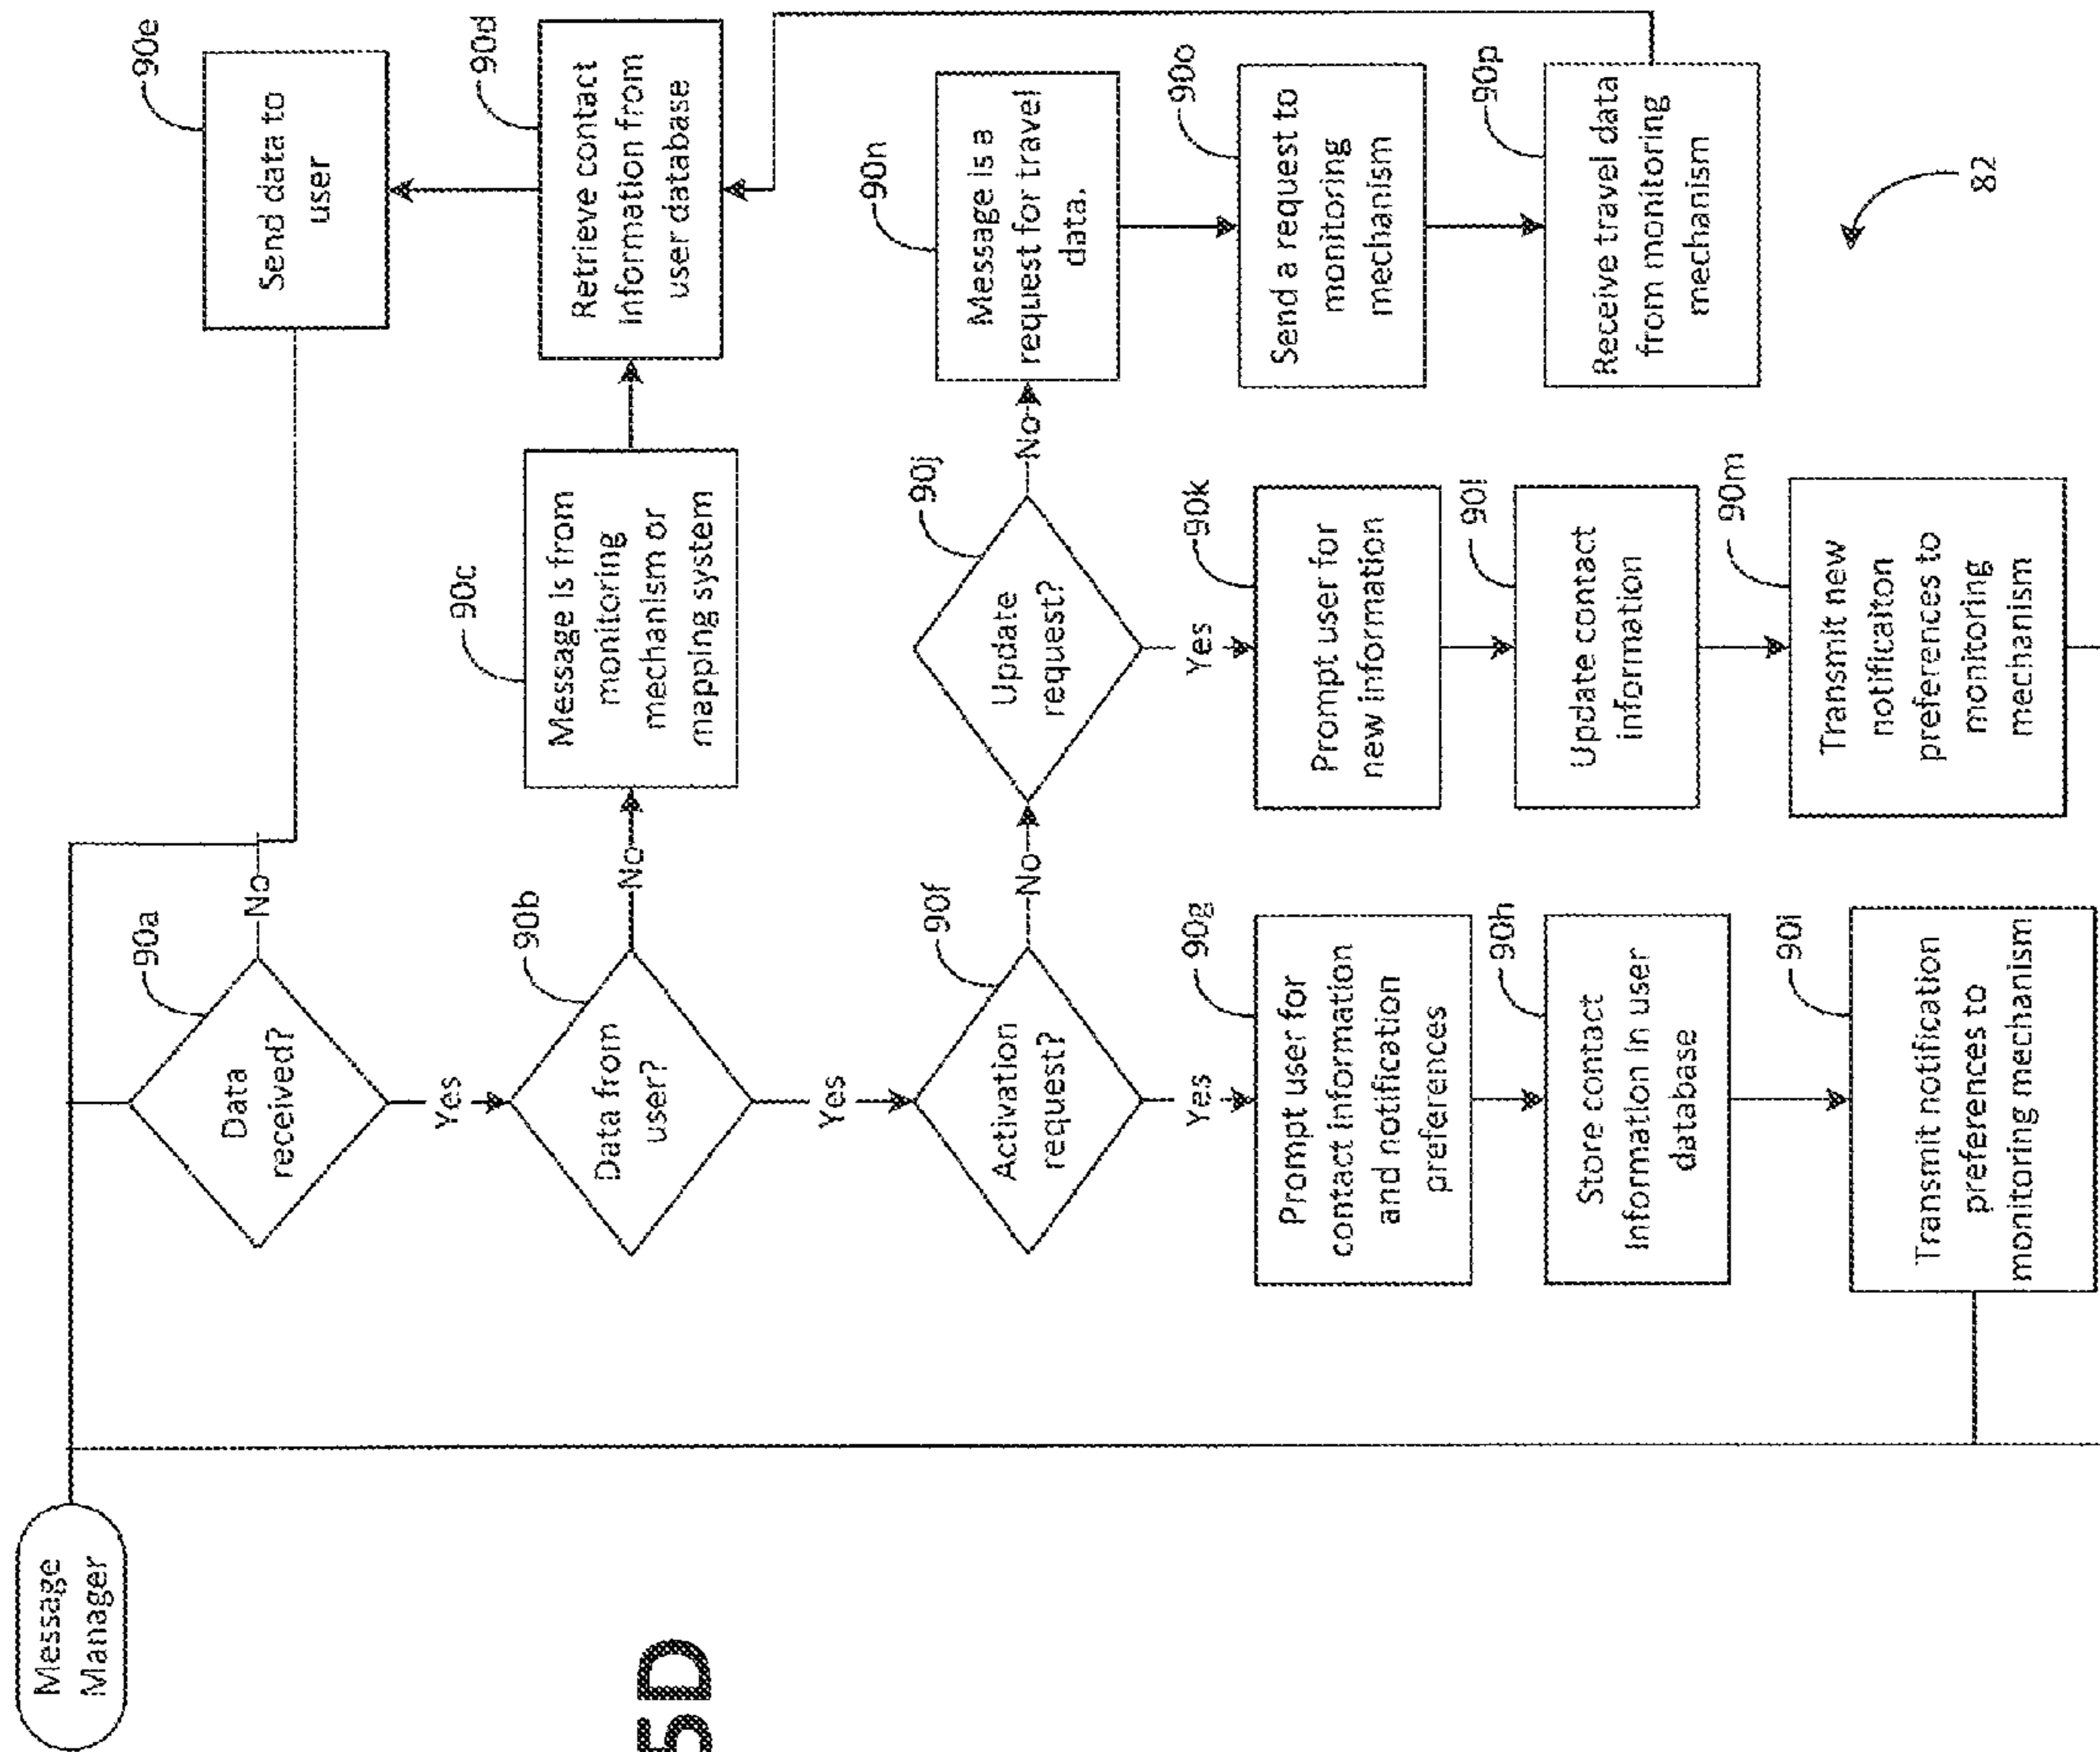 Message
Manager
5D
90a
Data
received?
No
Yes
90b
Data from
user?
No
Yes
90c
Message is from
monitoring
mechanism or
mapping system
90d
Retrieve contact
information from
user database
90e
Send data to
user
90f
Activation
request?
No
Yes
90g
Prompt user for
contact information
and notification
preferences
90h
Store contact
information in user
database
90i
Transmit notification
preferences to
monitoring mechanism
90j
Update
request?
No
Yes
90k
Prompt user for
new information
90l
Update contact
information
90m
Transmit new
notificaiton
preferences to
monitoring
mechanism
90n
Message is a
request for travel
data.
90o
Send a request to
monitoring
mechanism
90p
Receive travel data
from monitoring
mechanism
82